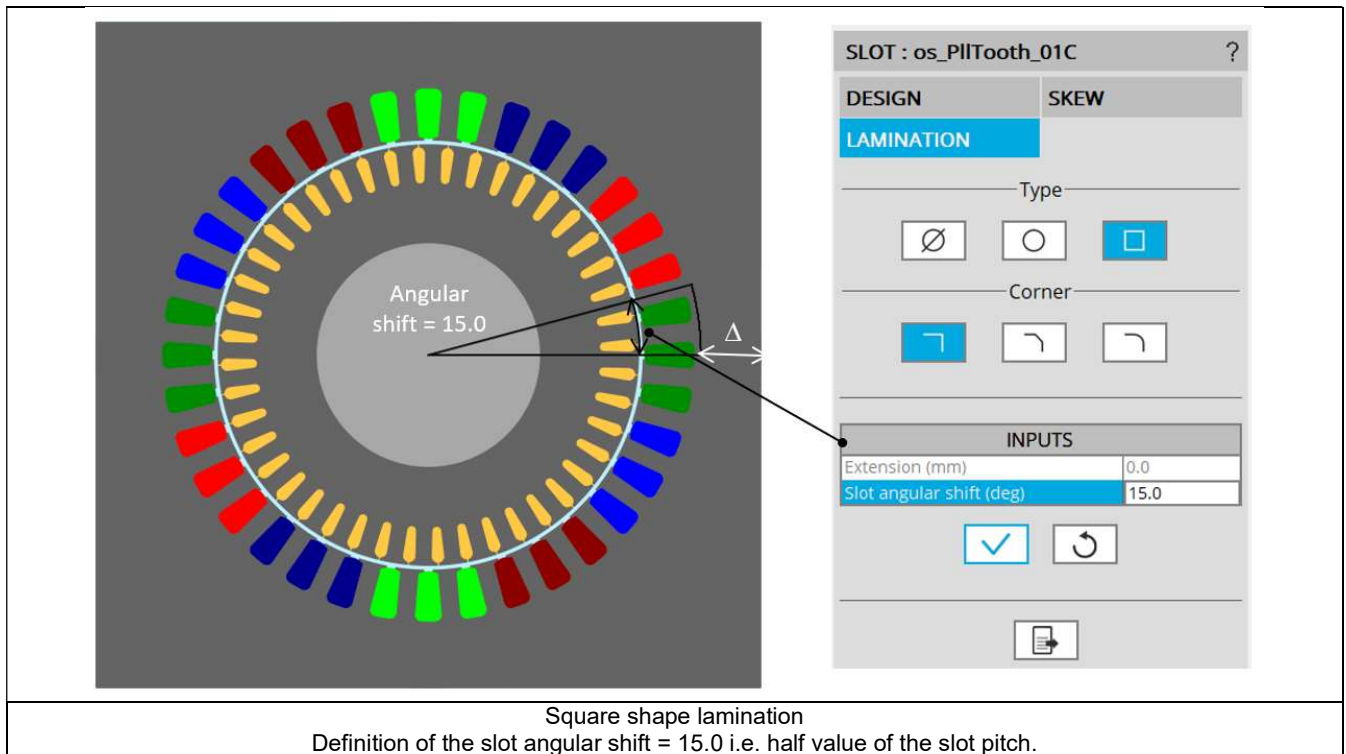 SLOT : os_PllTooth_01C ?
DESIGN SKEW
LAMINATION
Type
Corner
Angular
shift = 15.0
Δ
INPUTS
Extension (mm) 0.0
Slot angular shift (deg) 15.0
Square shape lamination
Definition of the slot angular shift = 15.0 i.e. half value of the slot pitch.